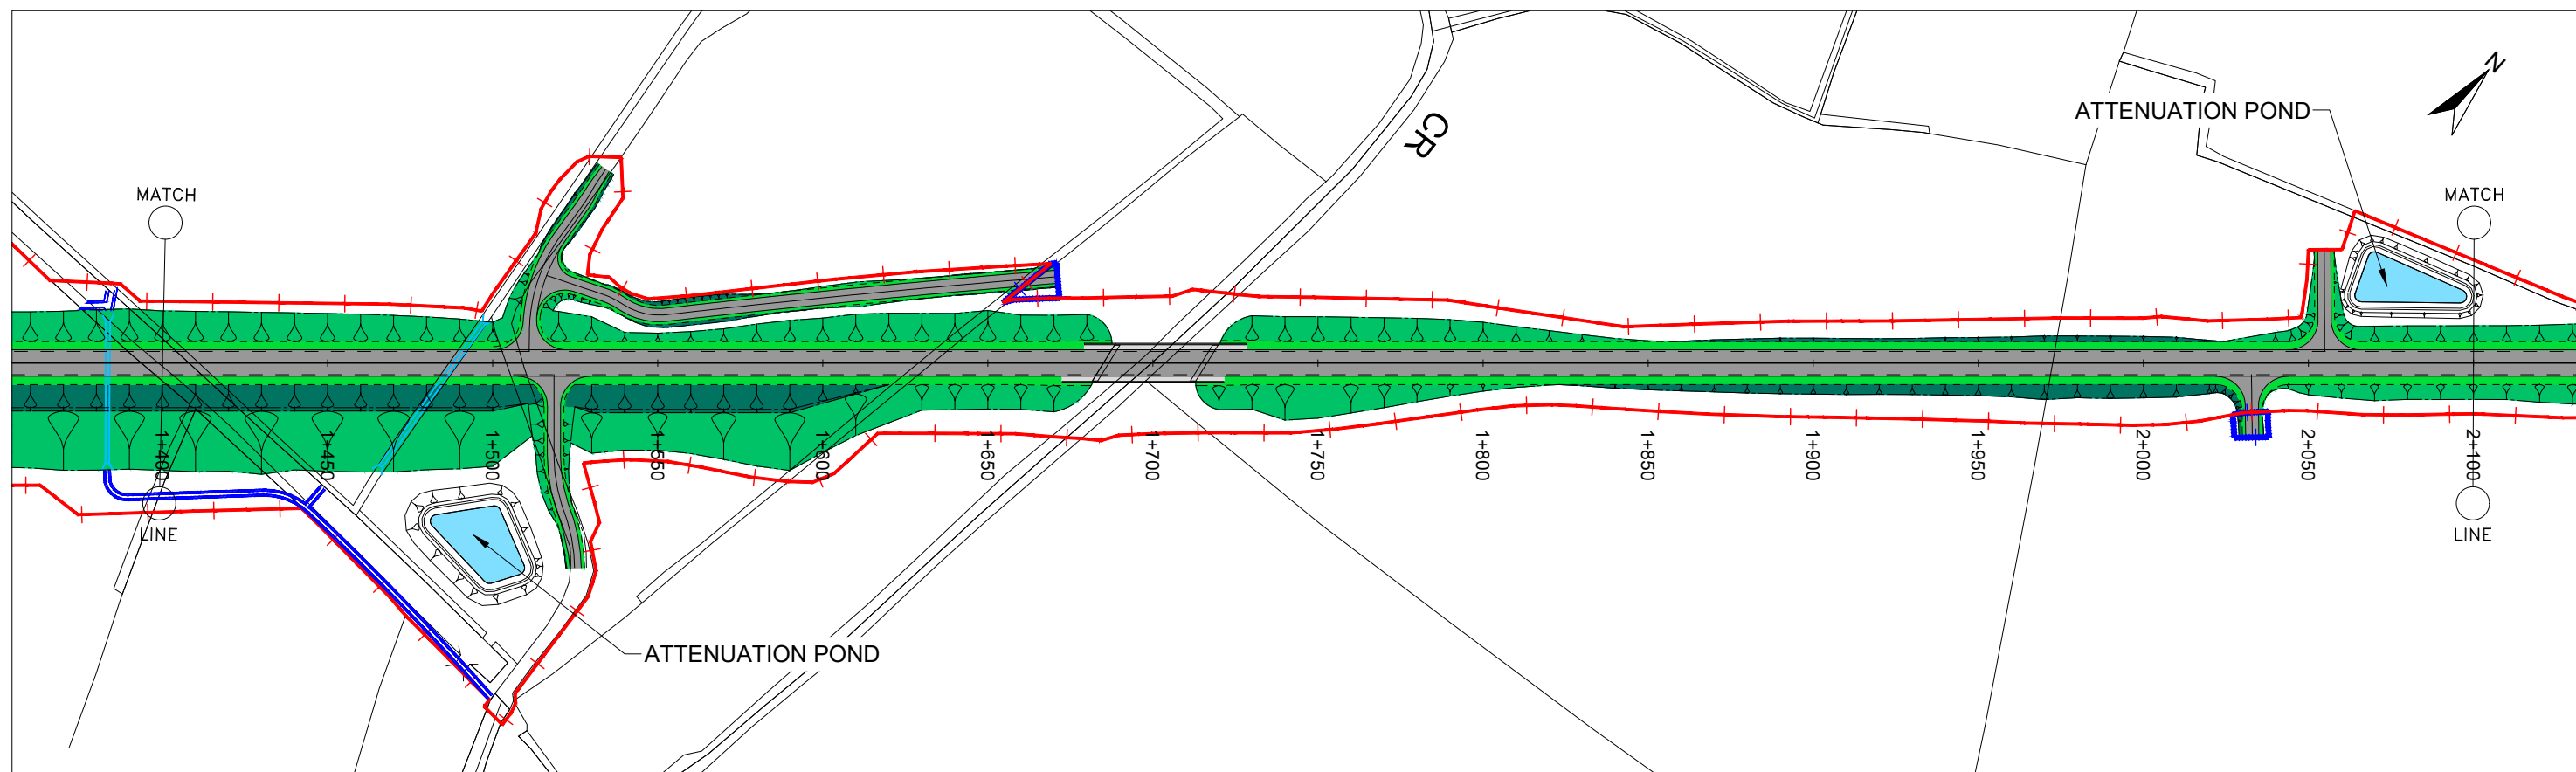 N
ATTENUATION POND
CR
MATCH
MATCH
1+400
1+450
1+500
1+550
1+600
1+650
1+700
1+750
1+800
1+850
1+900
1+950
2+000
2+050
2+100
LINE
LINE
ATTENUATION POND